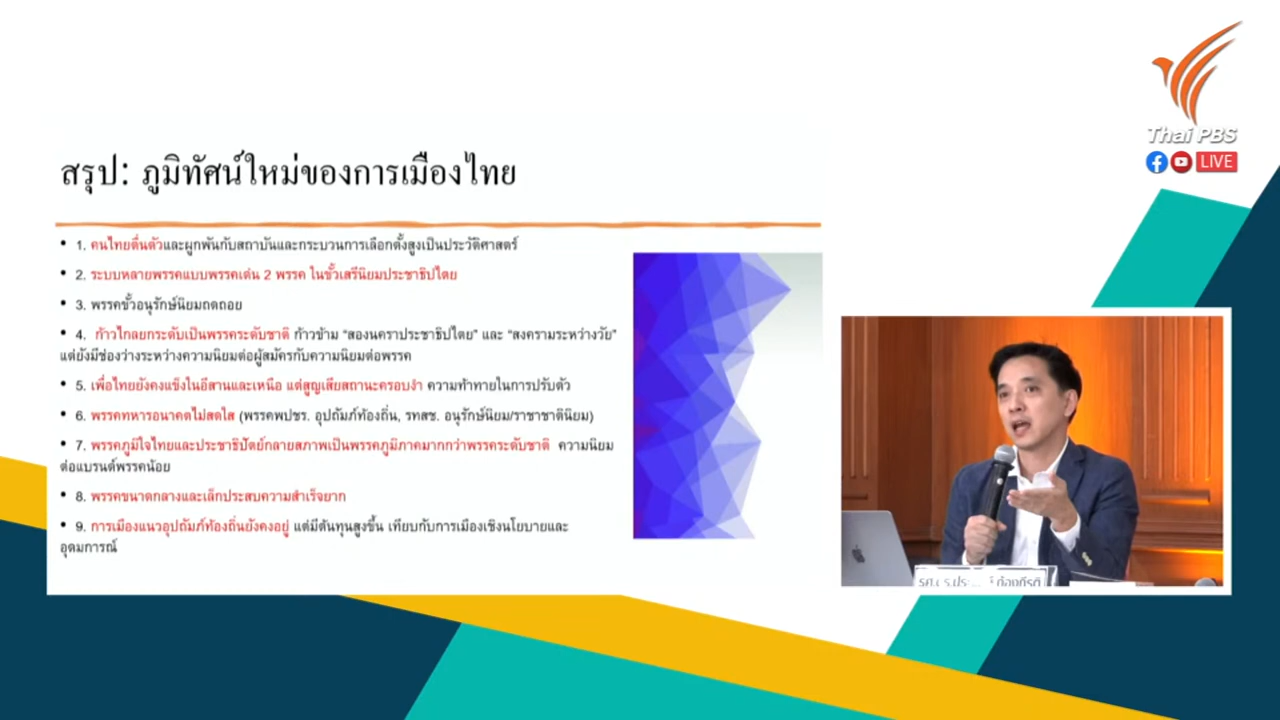 Thai PBS
LIVE
สรุป: ภูมิทัศน์ใหม่ของการเมืองไทย
• 1. คนไทยตื่นตัวและผูกพันกับสถาบันและกระบวนการเลือกตั้งสูงเป็นประวัติศาสตร์
• 2. ระบบหลายพรรคแบบพรรคเด่น 2 พรรค ในขั้วเสรีนิยมประชาธิปไตย
• 3. พรรคขั้วอนุรักษ์นิยมถดถอย
• 4. ก้าวไกลยกระดับเป็นพรรคระดับชาติ ก้าวข้าม “สองนคราประชาธิปไตย” และ “สงครามระหว่างวัย”
แต่ยังมีช่องว่างระหว่างความนิยมต่อผู้สมัครกับความนิยมต่อพรรค
• 5. เพื่อไทยยังคงแข็งในอีสานและเหนือ แต่สูญเสียสถานะครอบงำ ความท้าทายในการปรับตัว
• 6. พรรคทหารอนาคตไม่สดใส (พรรคพปชร. อุปถัมภ์ท้องถิ่น, รทสช. อนุรักษ์นิยม/ราชาชาตินิยม)
• 7. พรรคภูมิใจไทยและประชาธิปัตย์กลายสภาพเป็นพรรคภูมิภาคมากกว่าพรรคระดับชาติ ความนิยม
ต่อแบรนด์พรรคน้อย
• 8. พรรคขนาดกลางและเล็กประสบความสำเร็จยาก
• 9. การเมืองแนวอุปถัมภ์ท้องถิ่นยังคงอยู่ แต่มีต้นทุนสูงขึ้น เทียบกับการเมืองเชิงนโยบายและ
อุดมการณ์
ก้องกีรติ